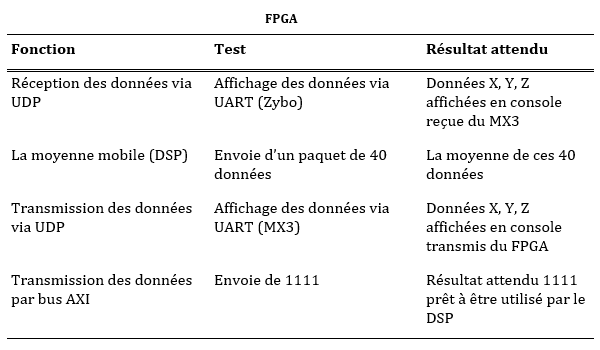 FPGA
Fonction Test Résultat attendu
Réception des données via UDP
Affichage des données via UART (Zybo)
Données X, Y, Z affichées en console reçue du MX3
La moyenne mobile (DSP)
Envoie d'un paquet de 40 données
La moyenne de ces 40 données
Transmission des données via UDP
Affichage des données via UART (MX3)
Données X, Y, Z affichées en console transmis du FPGA
Transmission des données par bus AXI
Envoie de 1111
Résultat attendu 1111 prêt à être utilisé par le DSP